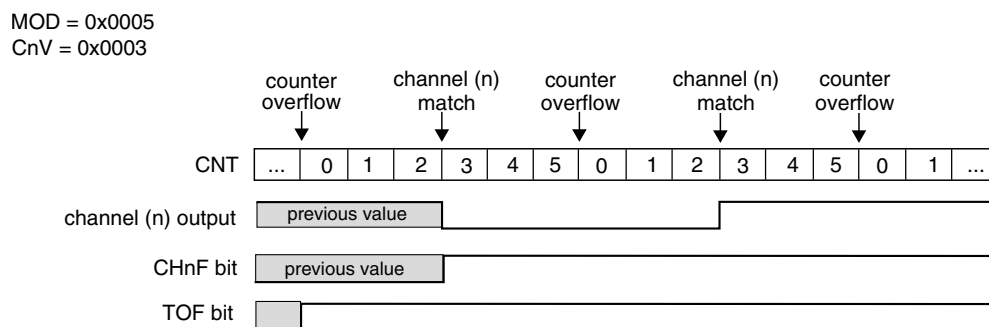 MOD = 0x0005
CnV = 0x0003
counter overflow
channel (n) match
counter overflow
channel (n) match
counter overflow
CNT ... 0 1 2 3 4 5 0 1 2 3 4 5 0 1 ...
channel (n) output previous value
CHnF bit previous value
TOF bit